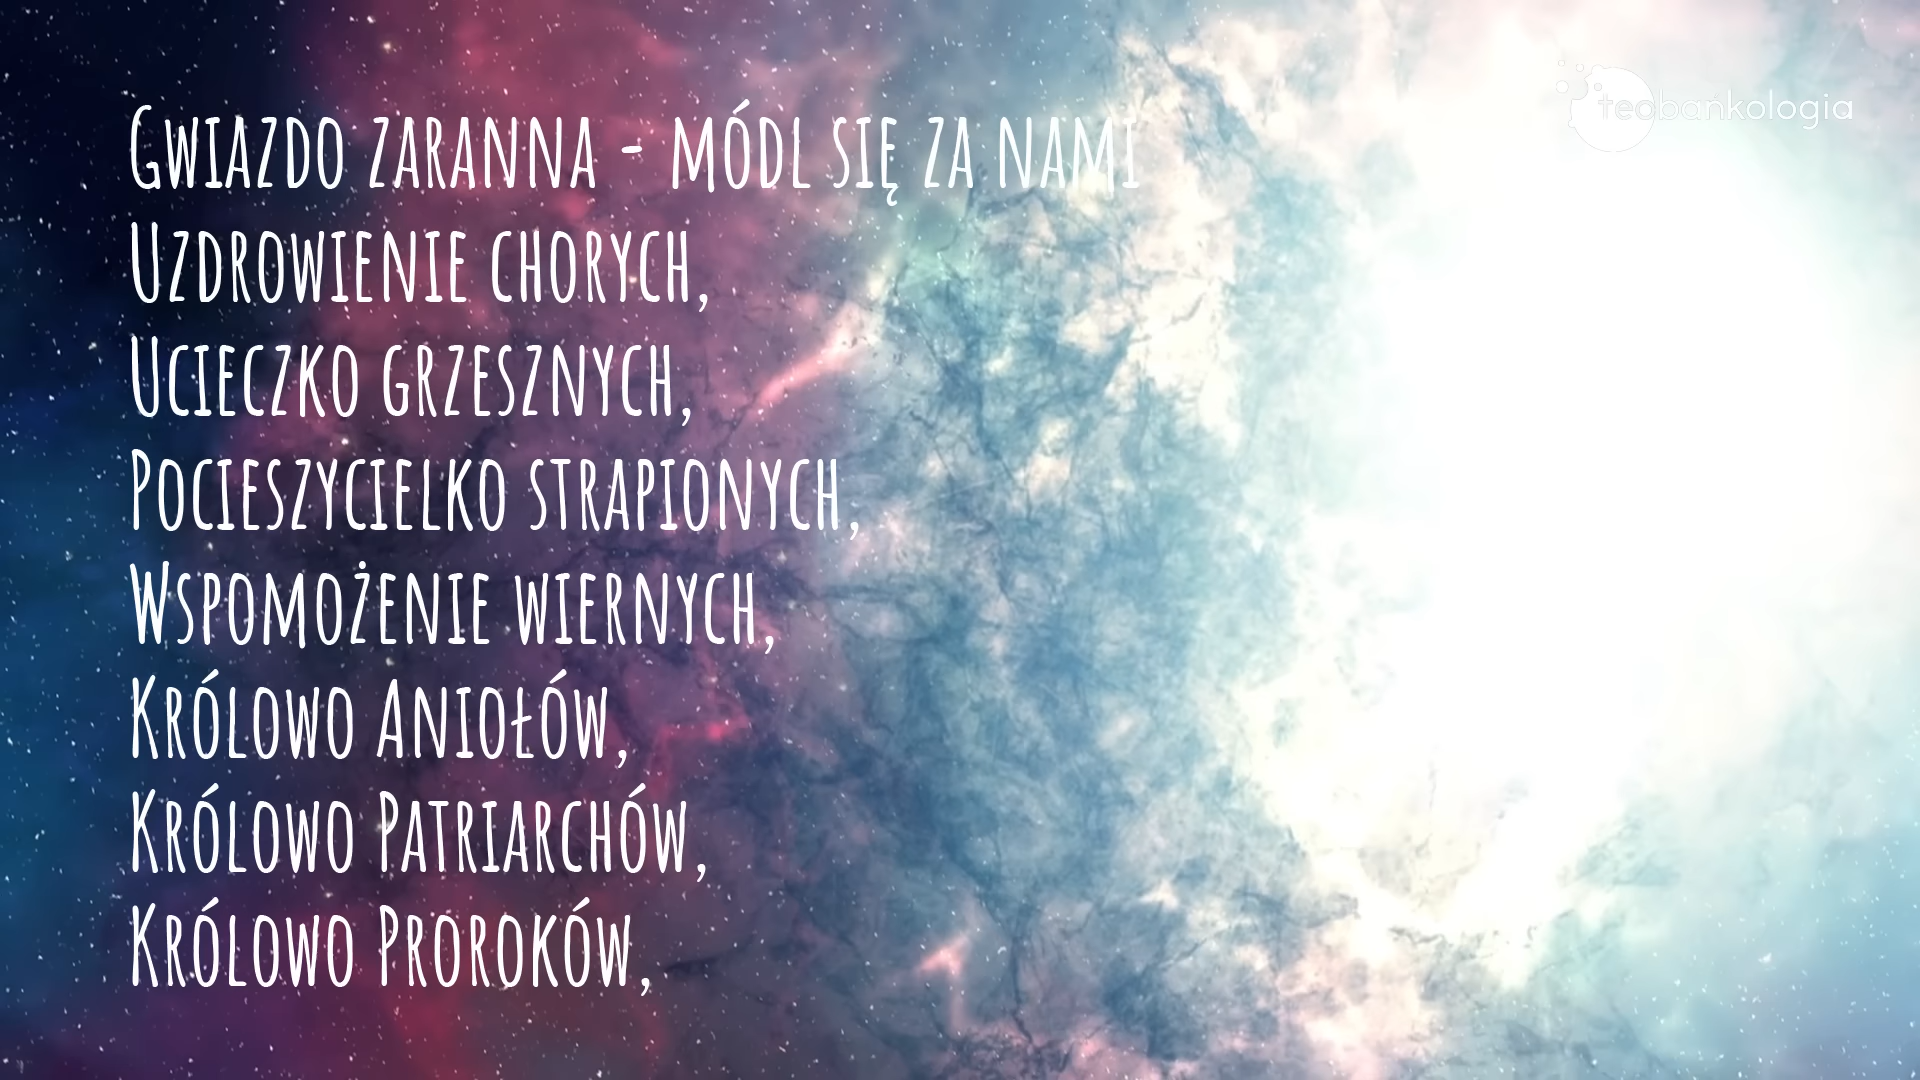 Gwiazdo zaranna - módl się za nami
teobańkologia
Uzdrowienie chorych,
Ucieczko grzesznych,
Pocieszycielko strapionych,
Wspomożenie wiernych,
Królowo Aniołów,
Królowo Patriarchów,
Królowo Proroków,